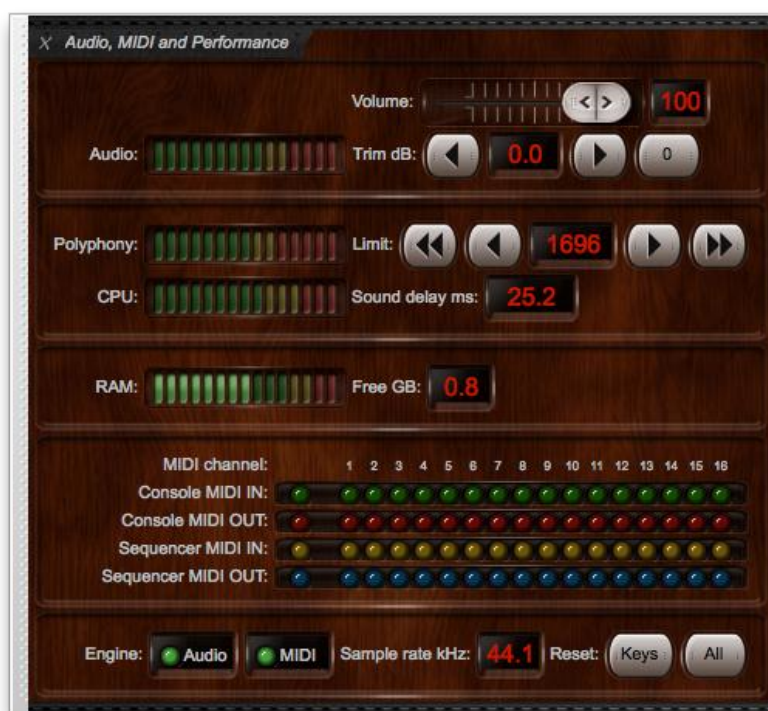 X Audio, MIDI and Performance
Volume: < > 100
Audio: Trim dB: 0.0 0
Polyphony: Limit: 1696
CPU: Sound delay ms: 25.2
RAM: Free GB: 0.8
MIDI channel: 1 2 3 4 5 6 7 8 9 10 11 12 13 14 15 16
Console MIDI IN:
Console MIDI OUT:
Sequencer MIDI IN:
Sequencer MIDI OUT:
Engine: Audio MIDI Sample rate kHz: 44.1 Reset: Keys All